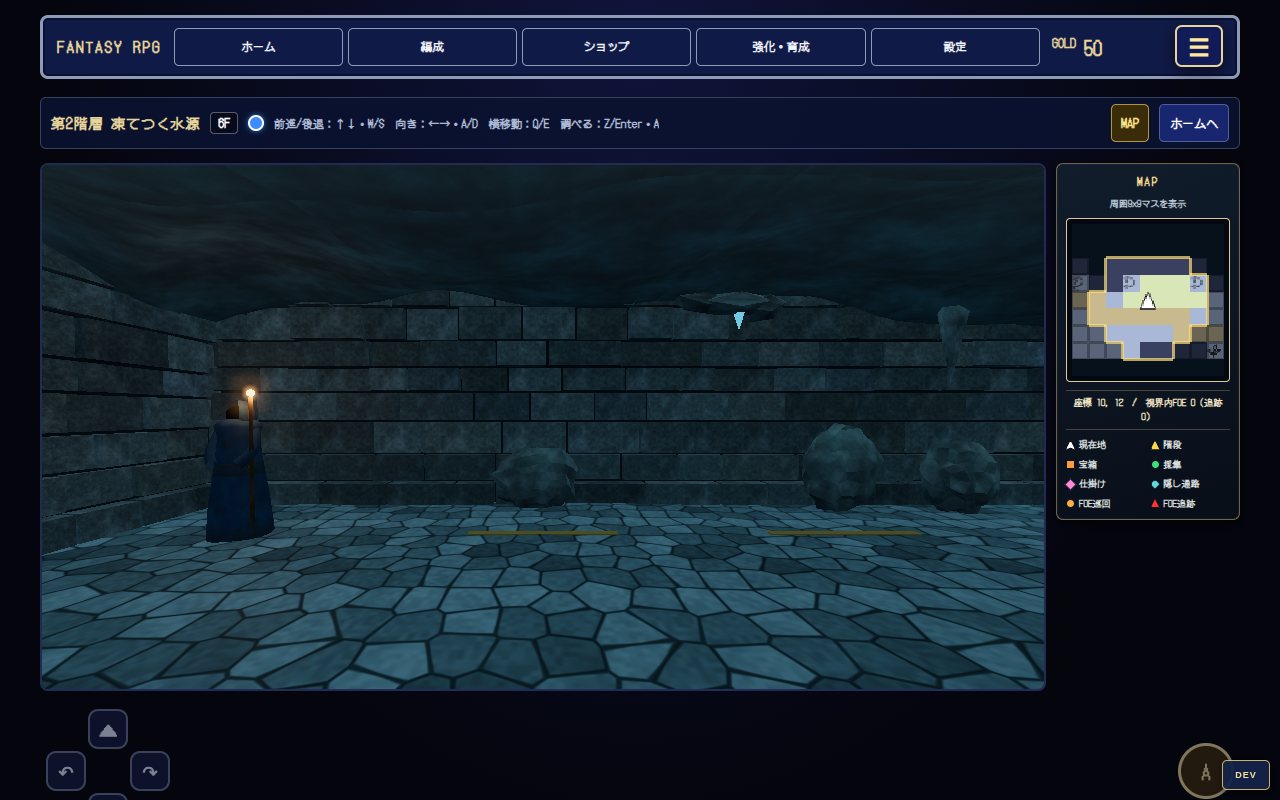 FANTASY RPG
ホーム
編成
ショップ
強化・育成
設定
GOLD 50
第2階層 凍てつく水源
6F
前進/後退：↑↓・W/S 向き：←→・A/D 横移動：Q/E 調べる：Z/Enter・A
MAP
ホームへ
MAP
周囲9x9マスを表示
座標 10, 12 / 視界内FOE 0（追跡
0）
現在地
階段
宝箱
採集
仕掛け
隠し通路
FOE巡回
FOE追跡
A
DEV